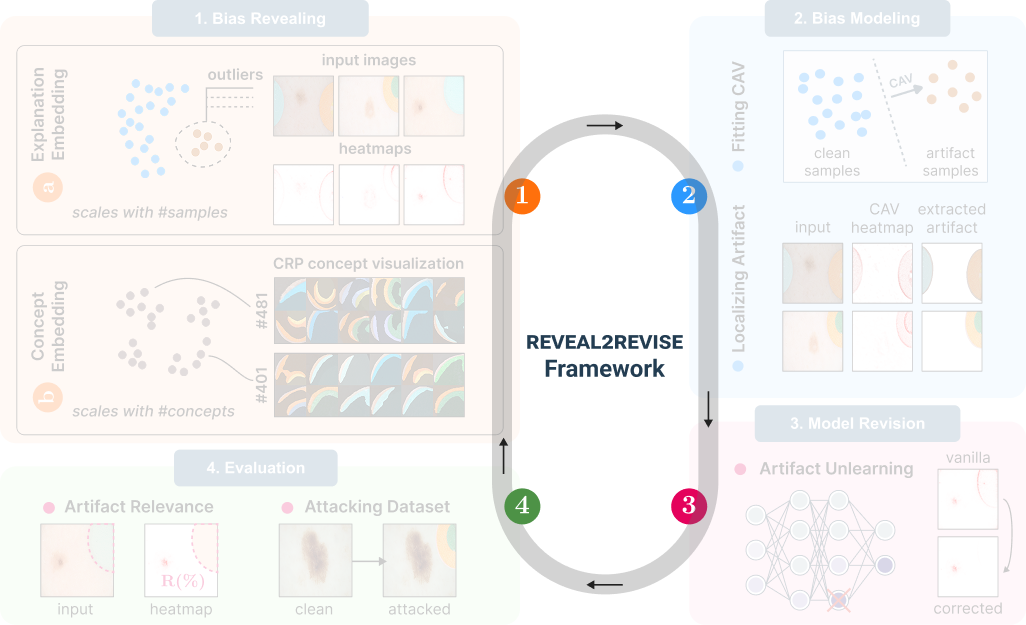 1. Bias Revealing
Explanation
Embedding
a
outliers
input images
heatmaps
scales with #samples
Concept
Embedding
b
CRP concept visualization
#481
#401
scales with #concepts
2. Bias Modeling
Fitting CAV
CAV
clean
samples
artifact
samples
Localizing Artifact
input
CAV
heatmap
extracted
artifact
1
2
REVEAL2REVISE
Framework
4
3
3. Model Revision
Artifact Unlearning
vanilla
corrected
4. Evaluation
Artifact Relevance
R(%)
input
heatmap
Attacking Dataset
clean
attacked